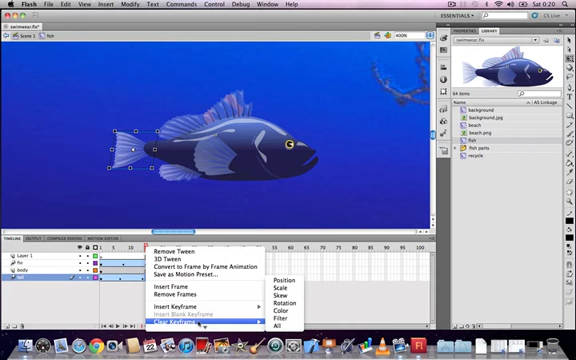 Flash File Edit View Insert Modify Text Commands Control Debug Window Help
Sat 0:20
ESSENTIALS
CS Live
swimwear.fla*
Scene 1 fish
400%
PROPERTIES LIBRARY
swimwear.fla
64 items
Name AS Linkage
background
background.jpg
beach
beach.png
fish
fish parts
recycle
TIMELINE OUTPUT COMPILER ERRORS MOTION EDITOR
Layer 1
fin
body
tail
Remove Tween
3D Tween
Convert to Frame by Frame Animation
Save as Motion Preset...
Insert Frame
Remove Frames
Insert Keyframe
Insert Blank Keyframe
Clear Keyframe
Position
Scale
Skew
Rotation
Color
Filter
All